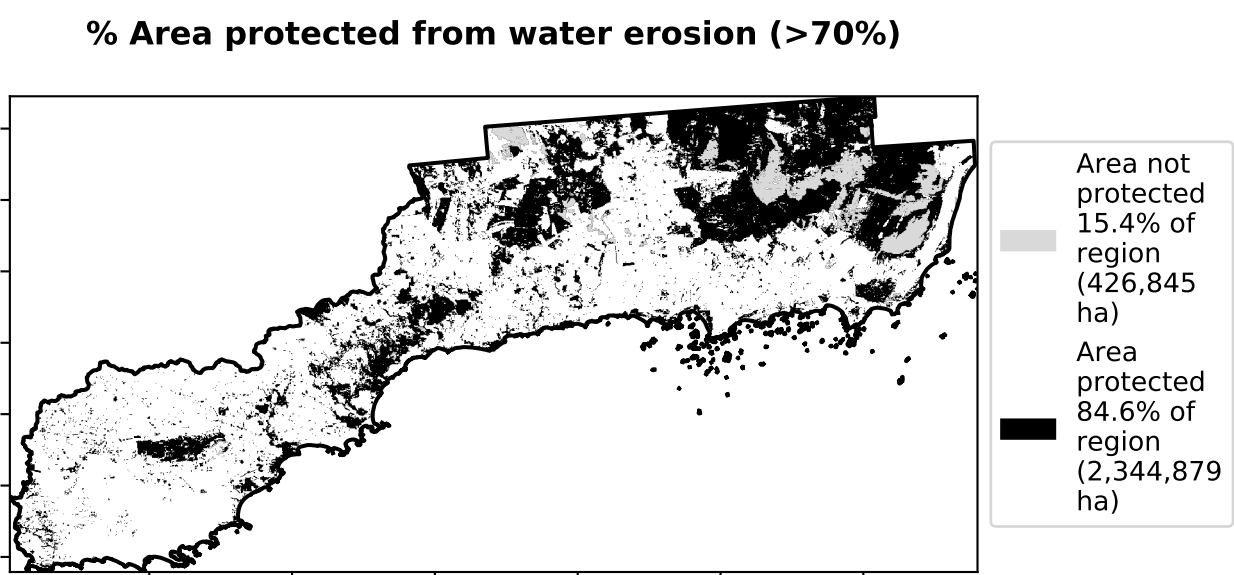 % Area protected from water erosion (>70%)
Area not
protected
15.4% of
region
(426,845
ha)
Area
protected
84.6% of
region
(2,344,879
ha)